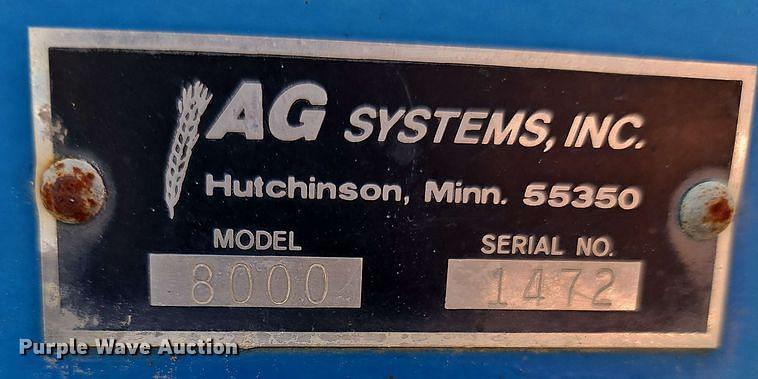 AG SYSTEMS, INC.
Hutchinson, Minn. 55350
MODEL SERIAL NO.
8000 1472
Purple Wave Auction